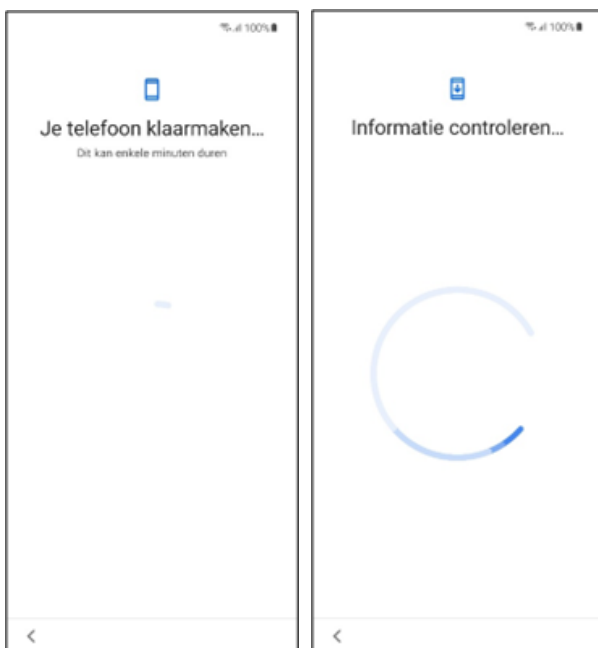 100%
Je telefoon klaarmaken...
Dit kan enkele minuten duren
100%
Informatie controleren...